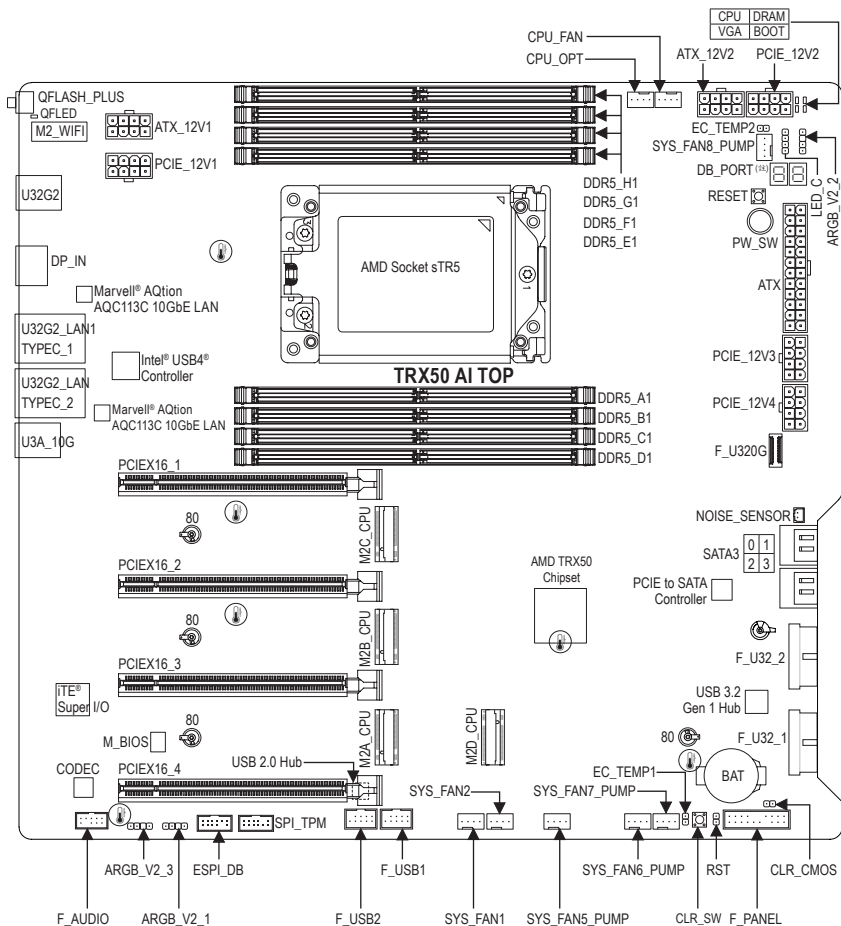 CPU DRAM
VGA BOOT
CPU_FAN
CPU_OPT
ATX_12V2
PCIE_12V2
QFLASH_PLUS
QFLED
M2_WIFI
ATX_12V1
EC_TEMP2
SYS_FAN8_PUMP
PCIE_12V1
DB_PORT(註)
LED_C
ARGB_V2_2
U32G2
DDR5_H1
DDR5_G1
DDR5_F1
DDR5_E1
RESET
PW_SW
3
DP_IN
AMD Socket sTR5
1
ATX
Marvell® AQtion
AQC113C 10GbE LAN
2
U32G2_LAN1
TYPEC_1
Intel® USB4®
Controller
PCIE_12V3
TRX50 AI TOP
U32G2_LAN
TYPEC_2
DDR5_A1
PCIE_12V4
Marvell® AQtion
AQC113C 10GbE LAN
DDR5_B1
DDR5_C1
DDR5_D1
U3A_10G
F_U320G
PCIEX16_1
80
M2C_CPU
NOISE_SENSOR
SATA3
0 1
2 3
PCIEX16_2
AMD TRX50
Chipset
PCIE to SATA
Controller
80
M2B_CPU
PCIEX16_3
F_U32_2
iTE®
Super I/O
USB 3.2
Gen 1 Hub
80
M2A_CPU
M2D_CPU
80
F_U32_1
M_BIOS
USB 2.0 Hub
CODEC
PCIEX16_4
BAT
SYS_FAN2
EC_TEMP1
SYS_FAN7_PUMP
SPI_TPM
ARGB_V2_3
ESPI_DB
F_USB1
SYS_FAN6_PUMP
RST
CLR_CMOS
F_AUDIO
ARGB_V2_1
F_USB2
SYS_FAN1
SYS_FAN5_PUMP
CLR_SW
F_PANEL